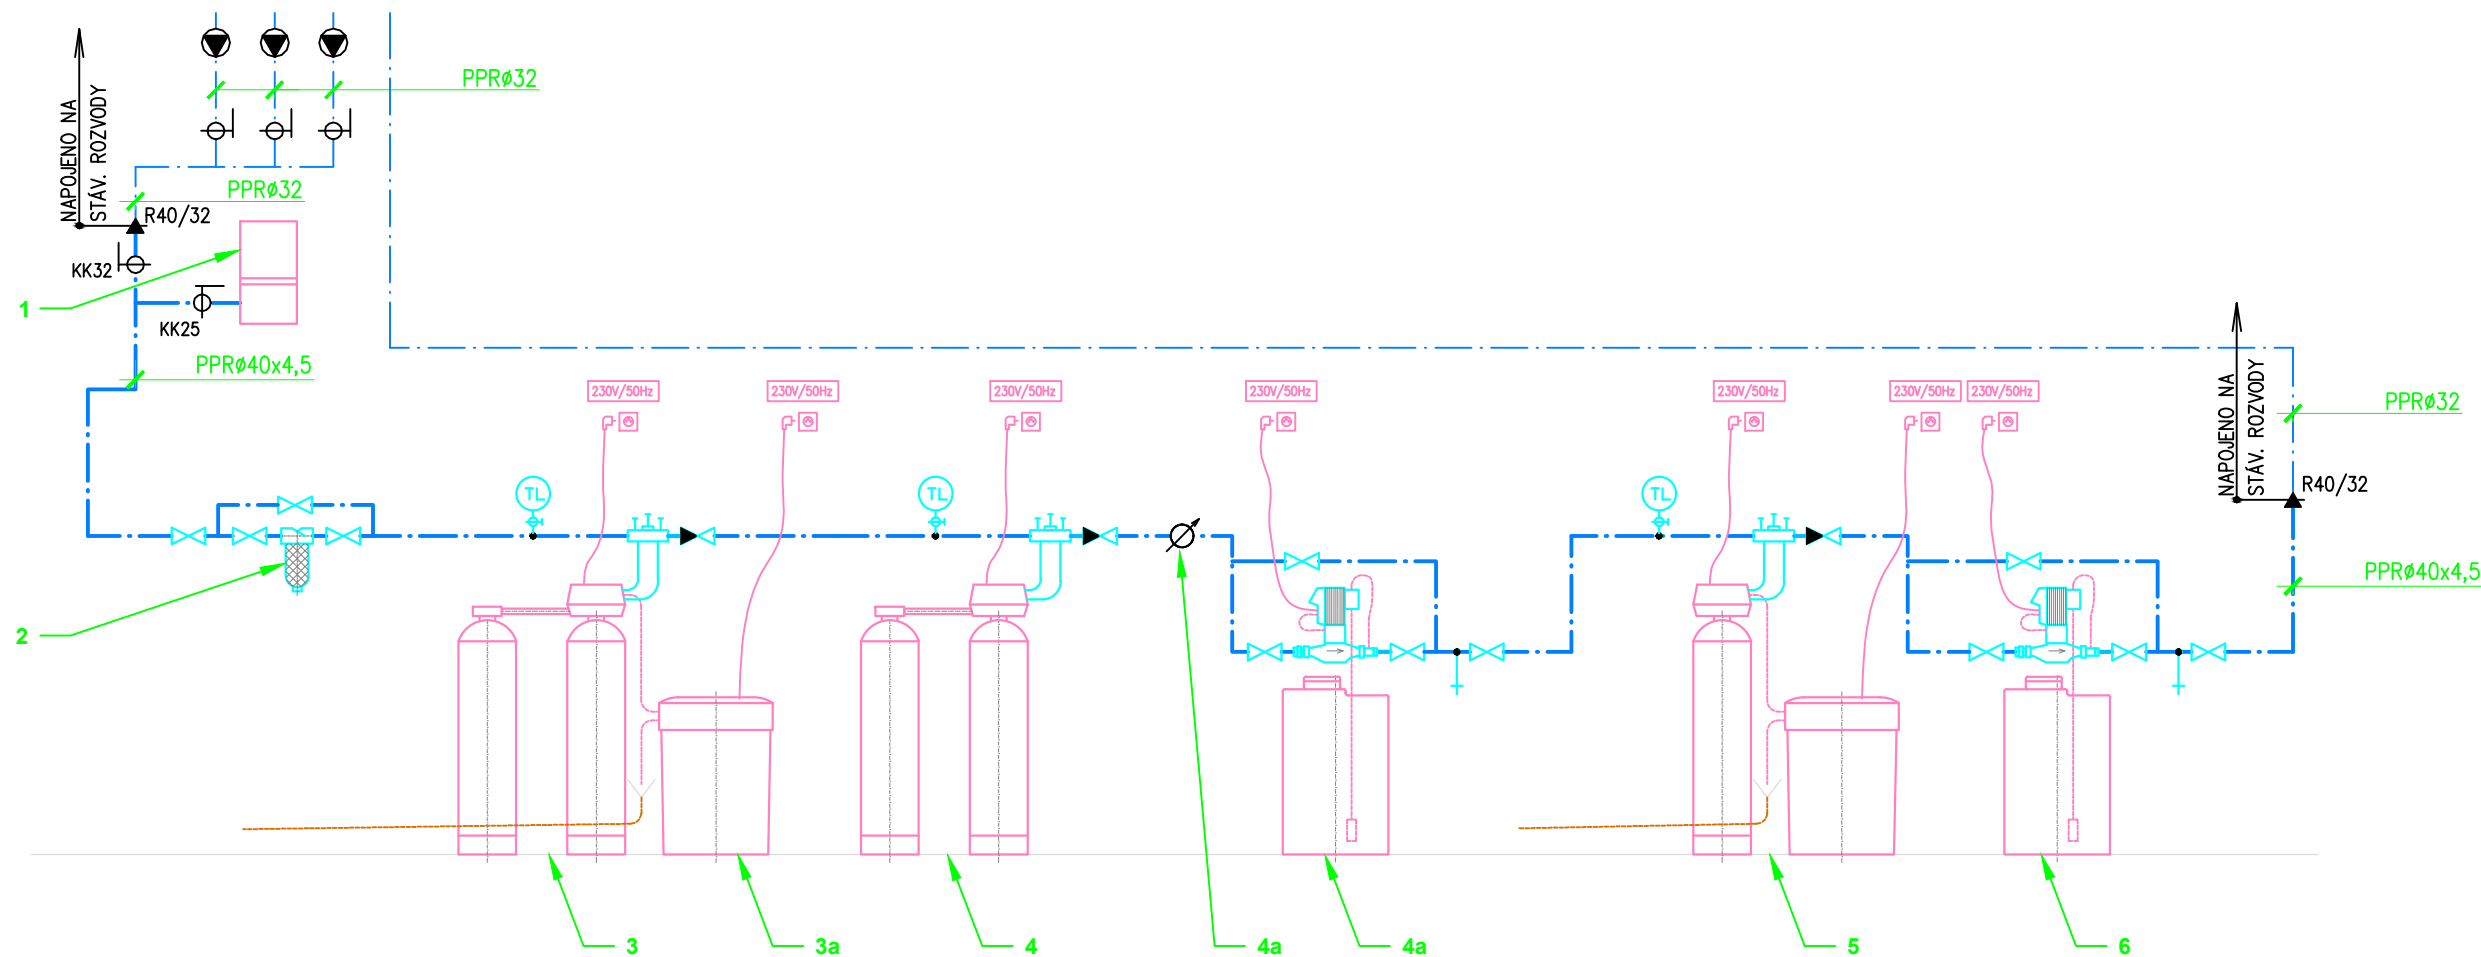 PPRø32
NAPOJENO NA
STÁV. ROZVODY
PPRø32
R40/32
KK32
1
KK25
PPRø40x4,5
230V/50Hz
230V/50Hz
230V/50Hz
230V/50Hz
230V/50Hz
230V/50Hz
230V/50Hz
NAPOJENO NA
STÁV. ROZVODY
PPRø32
R40/32
TL
TL
TL
PPRø40x4,5
2
3
3a
4
4a
4a
5
6